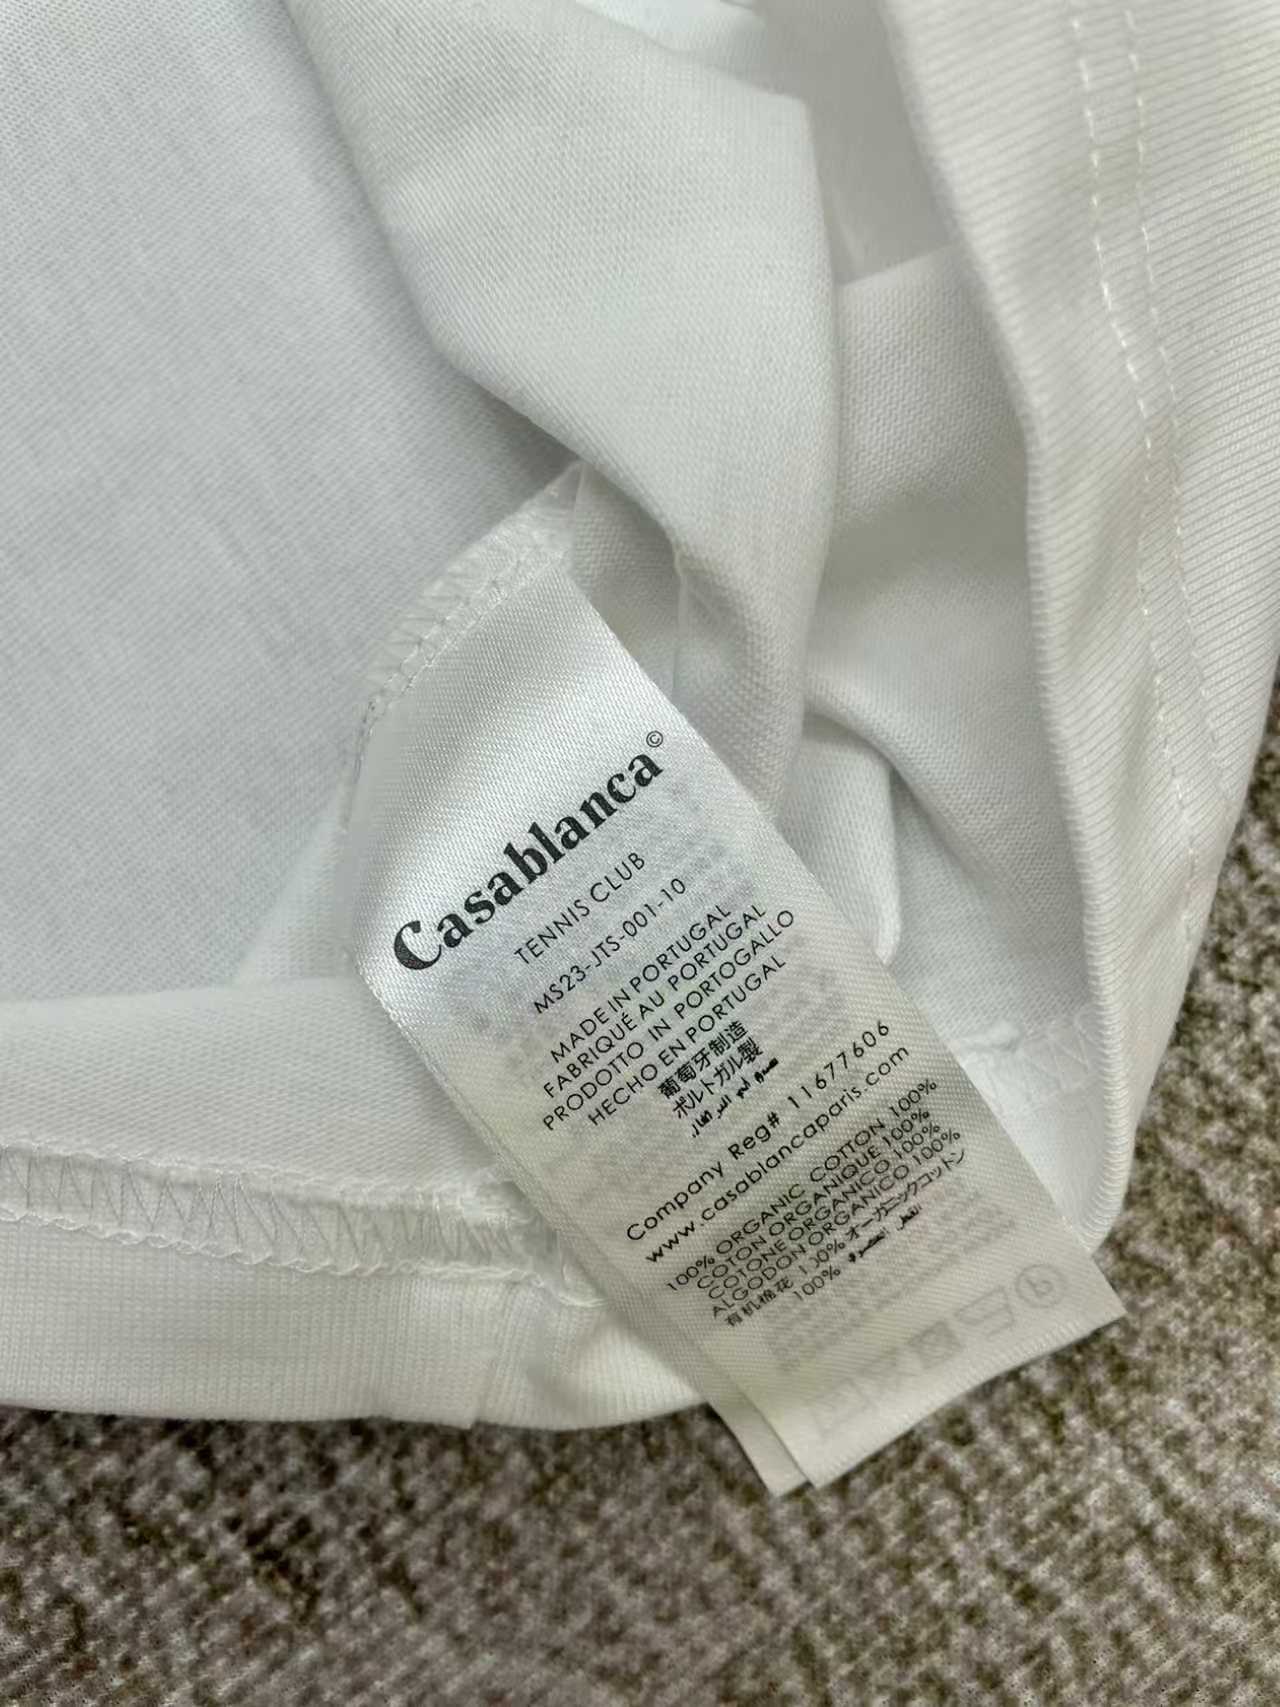 Casablanca©
TENNIS CLUB
MS23-JTS-001-10
MADE IN PORTUGAL
FABRIQUÉ AU PORTUGAL
PRODOTTO IN PORTOGALLO
HECHO EN PORTUGAL
葡萄牙制造
ポルトガル製
Company Reg# 11677606
www.casablancaparis.com
100% ORGANIC COTTON 100%
COTON ORGANIQUE 100%
COTONE ORGANICO 100%
ALGODON ORGANICO 100%
有机棉花 100% オーガニックコットン
100%